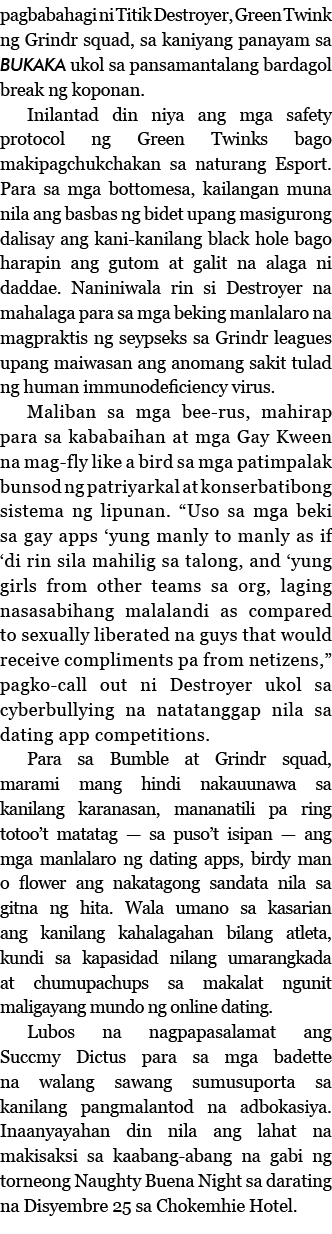 pagbabahagi ni Titik Destroyer, Green Twink
ng Grindr squad, sa kaniyang panayam sa
BUKAKA ukol sa pansamantalang bardagol
break ng koponan.
Inilantad din niya ang mga safety
protocol ng Green Twinks bago
makipagchukchakan sa naturang Esport.
Para sa mga bottomesa, kailangan muna
nila ang basbas ng bidet upang masigurong
dalisay ang kani-kanilang black hole bago
harapin ang gutom at galit na alaga ni
daddae. Naniniwala rin si Destroyer na
mahalaga para sa mga beking manlalaro na
magpraktis ng seypseks sa Grindr leagues
upang maiwasan ang anomang sakit tulad
ng human immunodeficiency virus.
Maliban sa mga bee-rus, mahirap
para sa kababaihan at mga Gay Kween
na mag-fly like a bird sa mga patimpalak
bunsod ng patriyarkal at konserbatibong
sistema ng lipunan. “Uso sa mga beki
sa gay apps ‘yung manly to manly as if
‘di rin sila mahilig sa talong, and ‘yung
girls from other teams sa org, laging
nasasabihang malalandi as compared
to sexually liberated na guys that would
receive compliments pa from netizens,”
pagko-call out ni Destroyer ukol sa
cyberbullying na natatanggap nila sa
dating app competitions.
Para sa Bumble at Grindr squad,
marami mang hindi nakauunawa sa
kanilang karanasan, mananatili pa ring
totoo’t matatag — sa puso’t isipan — ang
mga manlalaro ng dating apps, birdy man
o flower ang nakatagong sandata nila sa
gitna ng hita. Wala umano sa kasarian
ang kanilang kahalagahan bilang atleta,
kundi sa kapasidad nilang umarangkada
at chumupachups sa makalat ngunit
maligayang mundo ng online dating.
Lubos na nagpapasalamat ang
Succmy Dictus para sa mga badette
na walang sawang sumusuporta sa
kanilang pangmalantod na adbokasiya.
Inaanyayahan din nila ang lahat na
makisaksi sa kaabang-abang na gabi ng
torneong Naughty Buena Night sa darating
na Disyembre 25 sa Chokemhie Hotel.